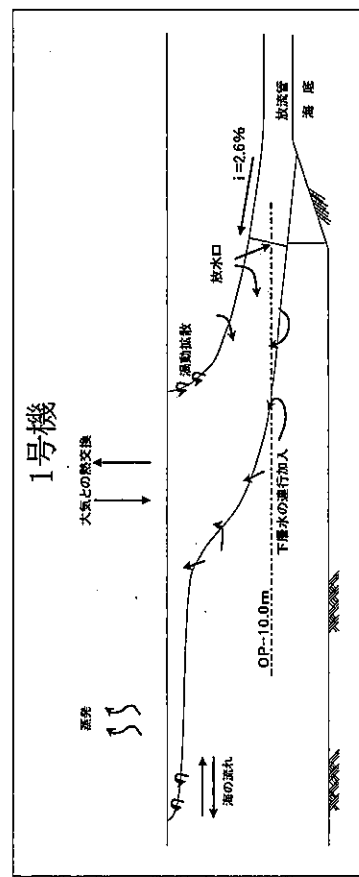 1号機
蒸発
大気との熱交換
渦動拡散
i=2.6%
放流管
海底
放水口
海の流れ
OP-10.0m
下層水の連行加入